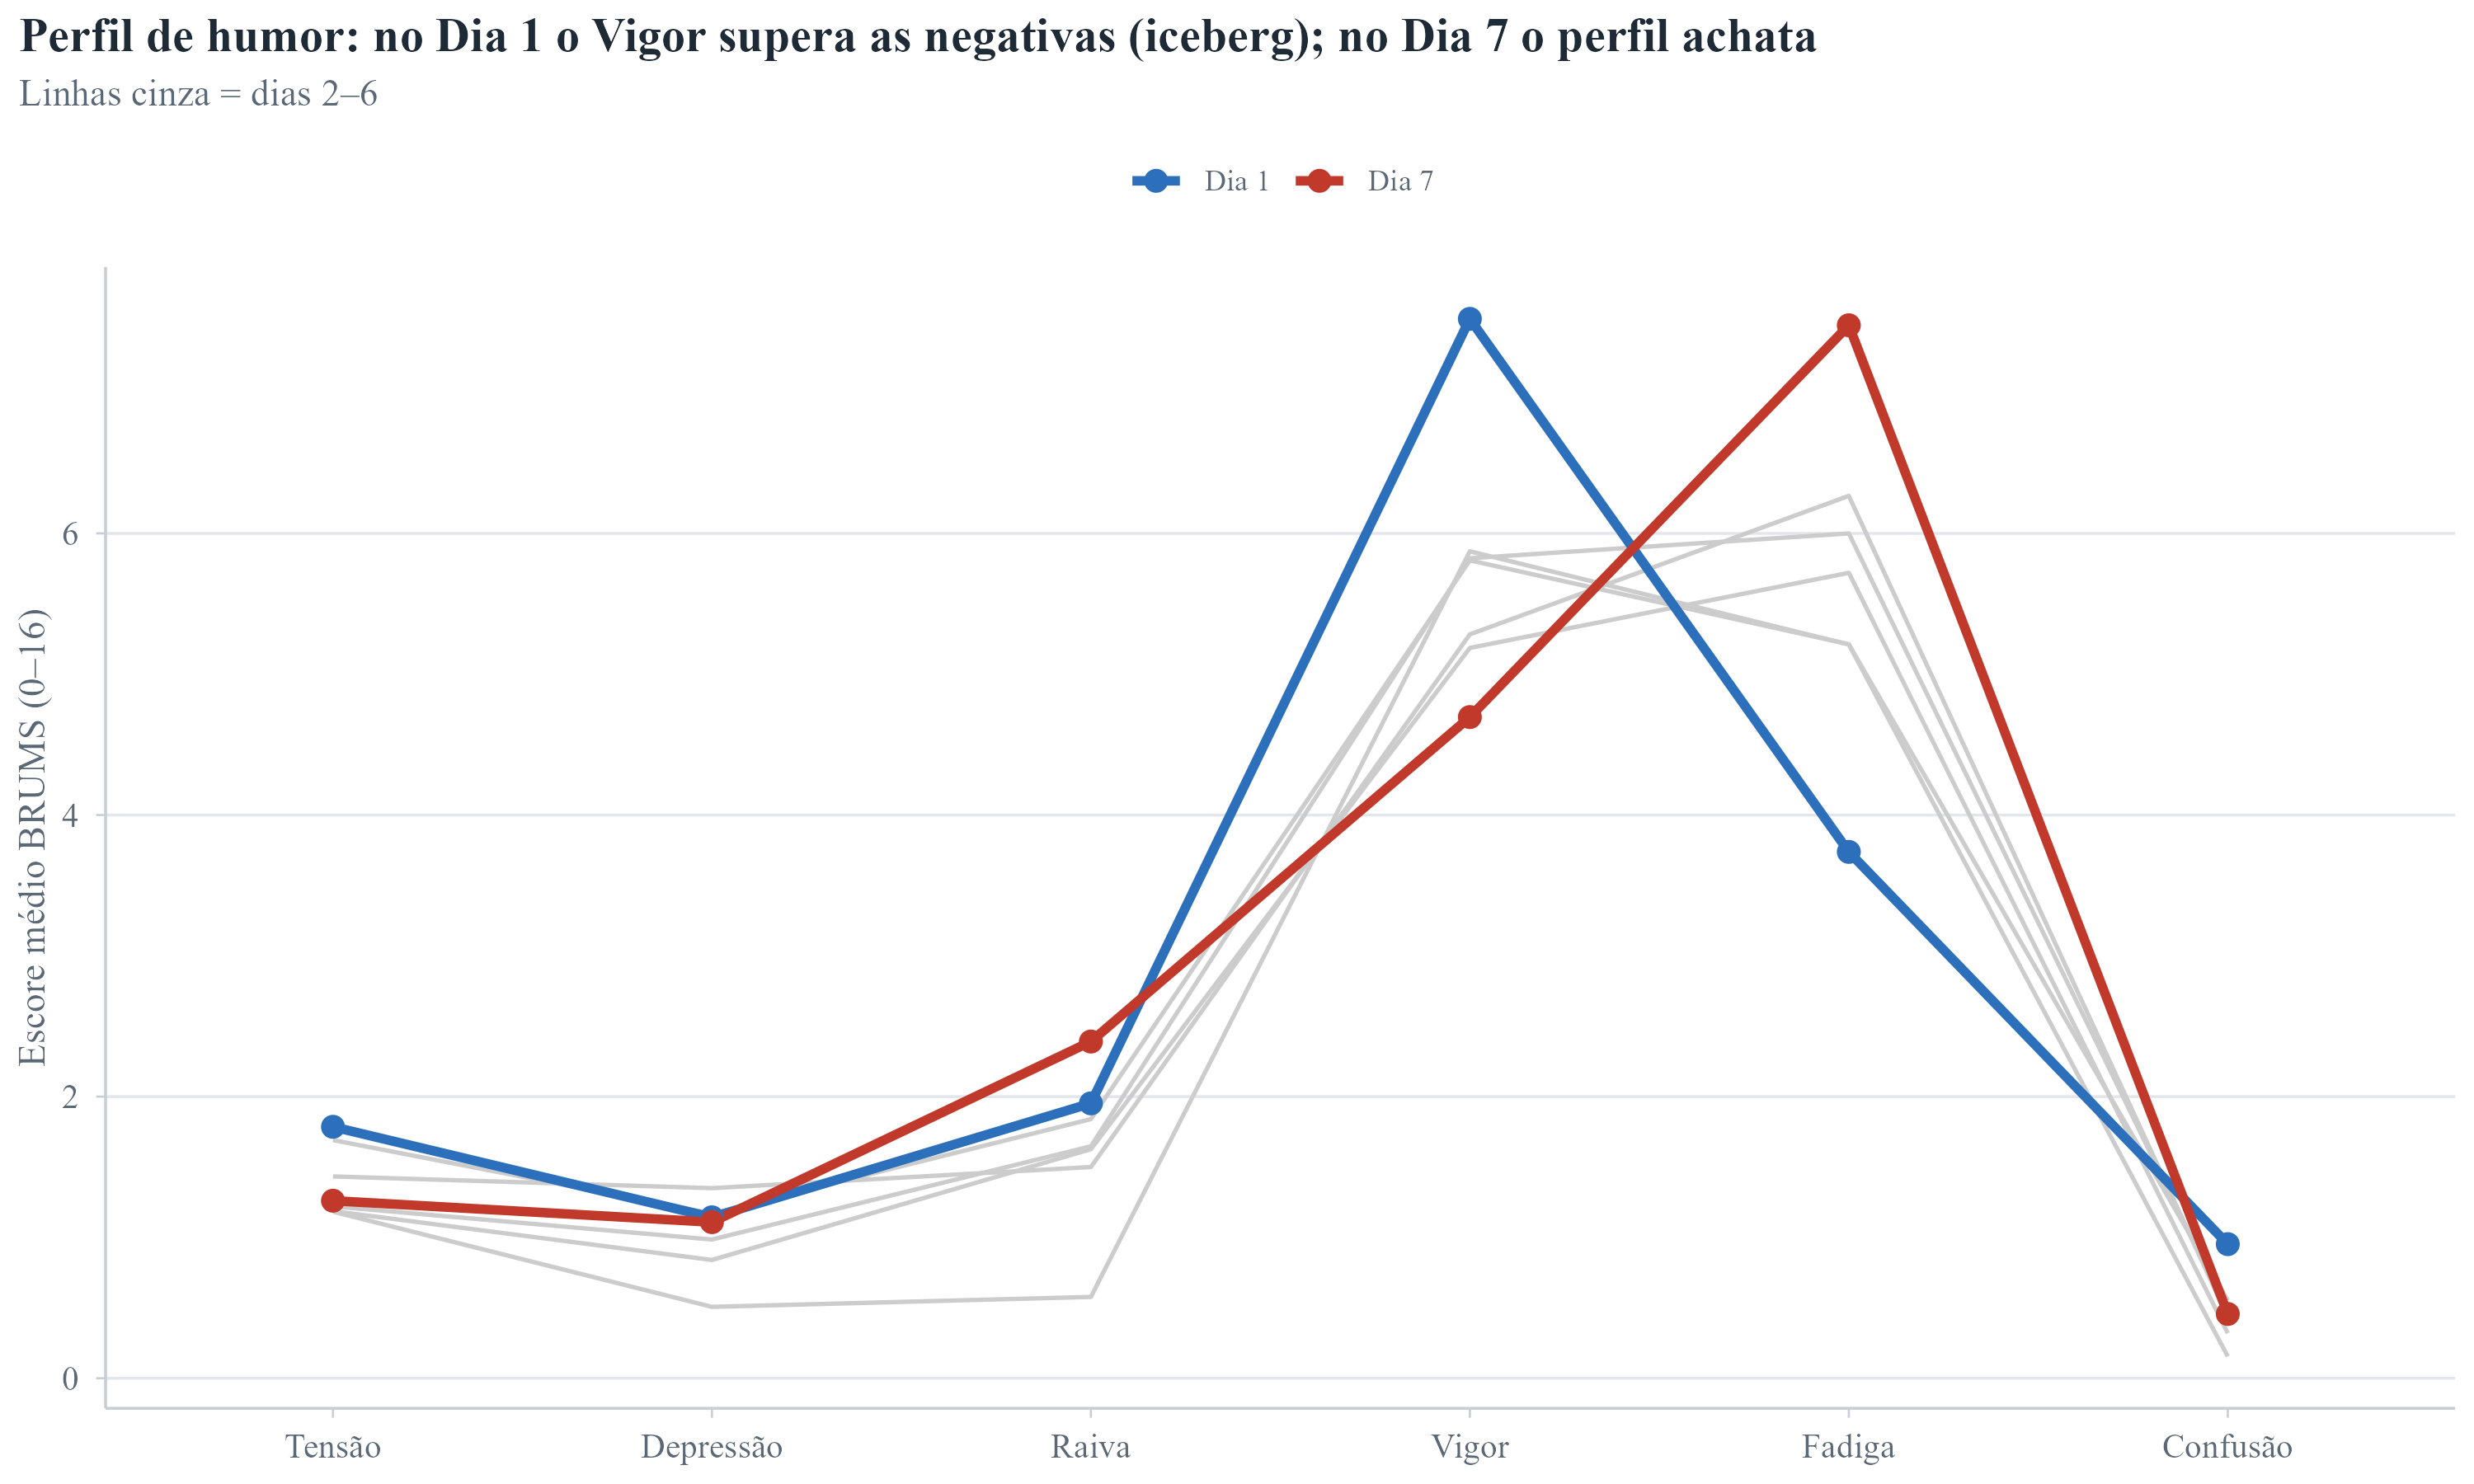 Perfil de humor: no Dia 1 o Vigor supera as negativas (iceberg); no Dia 7 o perfil achata
Linhas cinza = dias 2–6
Dia 1
Dia 7
Escore médio BRUMS (0–16)
6
4
2
0
Tensão
Depressão
Raiva
Vigor
Fadiga
Confusão